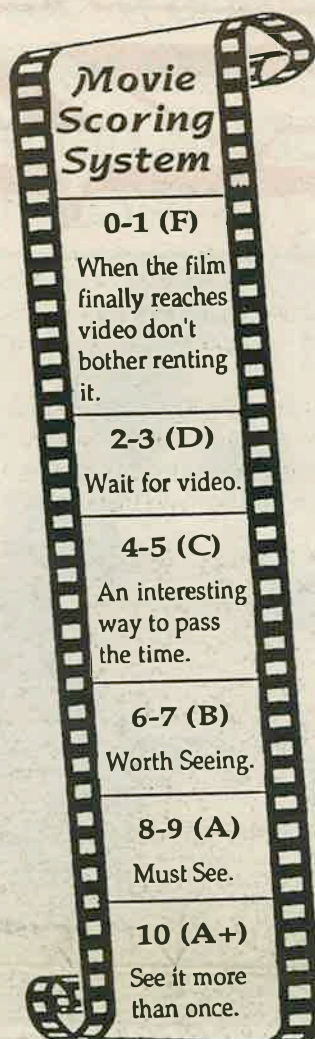 Movie
Scoring
System
0-1 (F)
When the film
finally reaches
video don't
bother renting
it.
2-3 (D)
Wait for video.
4-5 (C)
An interesting
way to pass
the time.
6-7 (B)
Worth Seeing.
8-9 (A)
Must See.
10 (A+)
See it more
than once.